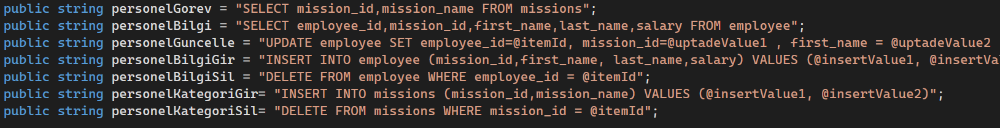 public string personelGorev = "SELECT mission_id,mission_name FROM missions";
public string personelBilgi = "SELECT employee_id,mission_id,first_name,last_name,salary FROM employee";
public string personelGuncelle = "UPDATE employee SET employee_id=@itemId, mission_id=@uptadeValue1 , first_name = @uptadeValue2
public string personelBilgiGir = "INSERT INTO employee (mission_id,first_name, last_name,salary) VALUES (@insertValue1, @insertVa
public string personelBilgiSil = "DELETE FROM employee WHERE employee_id = @itemId";
public string personelKategoriGir= "INSERT INTO missions (mission_id,mission_name) VALUES (@insertValue1, @insertValue2)";
public string personelKategoriSil= "DELETE FROM missions WHERE mission_id = @itemId";